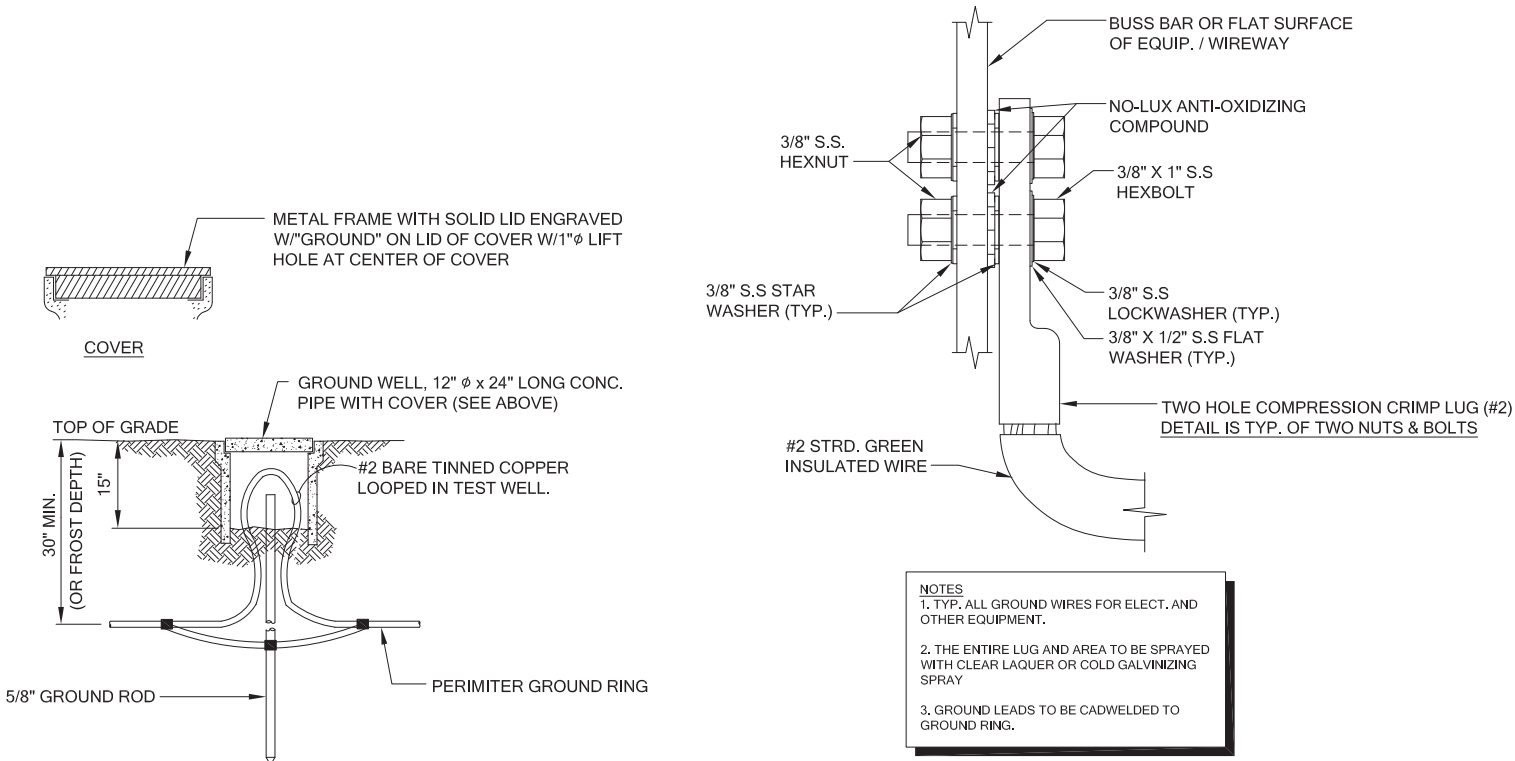 METAL FRAME WITH SOLID LID ENGRAVED
W/"GROUND" ON LID OF COVER W/1"ø LIFT
HOLE AT CENTER OF COVER
COVER
GROUND WELL, 12" ø x 24" LONG CONC.
PIPE WITH COVER (SEE ABOVE)
TOP OF GRADE
#2 BARE TINNED COPPER
LOOPED IN TEST WELL.
15"
30" MIN.
(OR FROST DEPTH)
5/8" GROUND ROD
PERIMITER GROUND RING
BUSS BAR OR FLAT SURFACE
OF EQUIP. / WIREWAY
NO-LUX ANTI-OXIDIZING
COMPOUND
3/8" S.S.
HEXNUT
3/8" X 1" S.S
HEXBOLT
3/8" S.S STAR
WASHER (TYP.)
3/8" S.S
LOCKWASHER (TYP.)
3/8" X 1/2" S.S FLAT
WASHER (TYP.)
TWO HOLE COMPRESSION CRIMP LUG (#2)
DETAIL IS TYP. OF TWO NUTS & BOLTS
#2 STRD. GREEN
INSULATED WIRE
NOTES
1. TYP. ALL GROUND WIRES FOR ELECT. AND
OTHER EQUIPMENT.
2. THE ENTIRE LUG AND AREA TO BE SPRAYED
WITH CLEAR LAQUER OR COLD GALVINIZING
SPRAY
3. GROUND LEADS TO BE CADWELDED TO
GROUND RING.